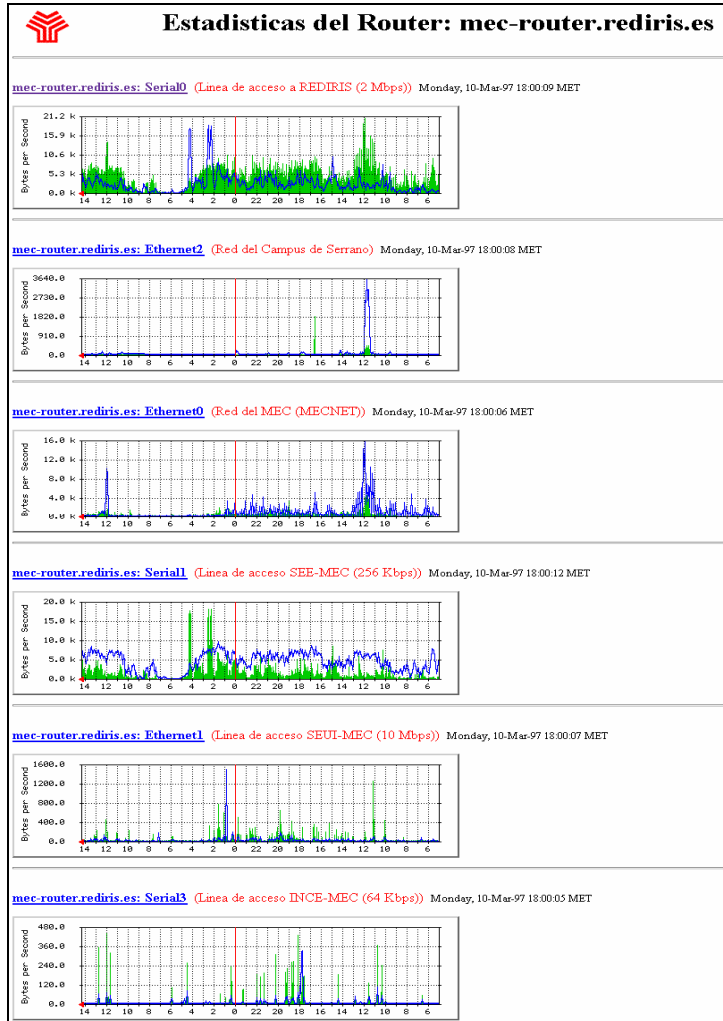 Estadisticas del Router: mec-router.rediris.es
mec-router.rediris.es: Serial0 (Linea de acceso a REDIRIS (2 Mbps)) Monday, 10-Mar-97 18:00:09 MET
Bytes per Second
21.2 k
15.9 k
10.6 k
5.3 k
0.0 k
14 12 10 8 6 4 2 0 22 20 18 16 14 12 10 8 6
mec-router.rediris.es: Ethernet2 (Red del Campus de Serrano) Monday, 10-Mar-97 18:00:08 MET
Bytes per Second
3640.0
2730.0
1820.0
910.0
0.0
14 12 10 8 6 4 2 0 22 20 18 16 14 12 10 8 6
mec-router.rediris.es: Ethernet0 (Red del MEC (MECNET)) Monday, 10-Mar-97 18:00:06 MET
Bytes per Second
16.0 k
12.0 k
8.0 k
4.0 k
0.0 k
14 12 10 8 6 4 2 0 22 20 18 16 14 12 10 8 6
mec-router.rediris.es: Serial1 (Linea de acceso SEE-MEC (256 Kbps)) Monday, 10-Mar-97 18:00:12 MET
Bytes per Second
20.0 k
15.0 k
10.0 k
5.0 k
0.0 k
14 12 10 8 6 4 2 0 22 20 18 16 14 12 10 8 6
mec-router.rediris.es: Ethernet1 (Linea de acceso SEUI-MEC (10 Mbps)) Monday, 10-Mar-97 18:00:07 MET
Bytes per Second
1600.0
1200.0
800.0
400.0
0.0
14 12 10 8 6 4 2 0 22 20 18 16 14 12 10 8 6
mec-router.rediris.es: Serial3 (Linea de acceso INCE-MEC (64 Kbps)) Monday, 10-Mar-97 18:00:05 MET
Bytes per Second
480.0
360.0
240.0
120.0
0.0
14 12 10 8 6 4 2 0 22 20 18 16 14 12 10 8 6